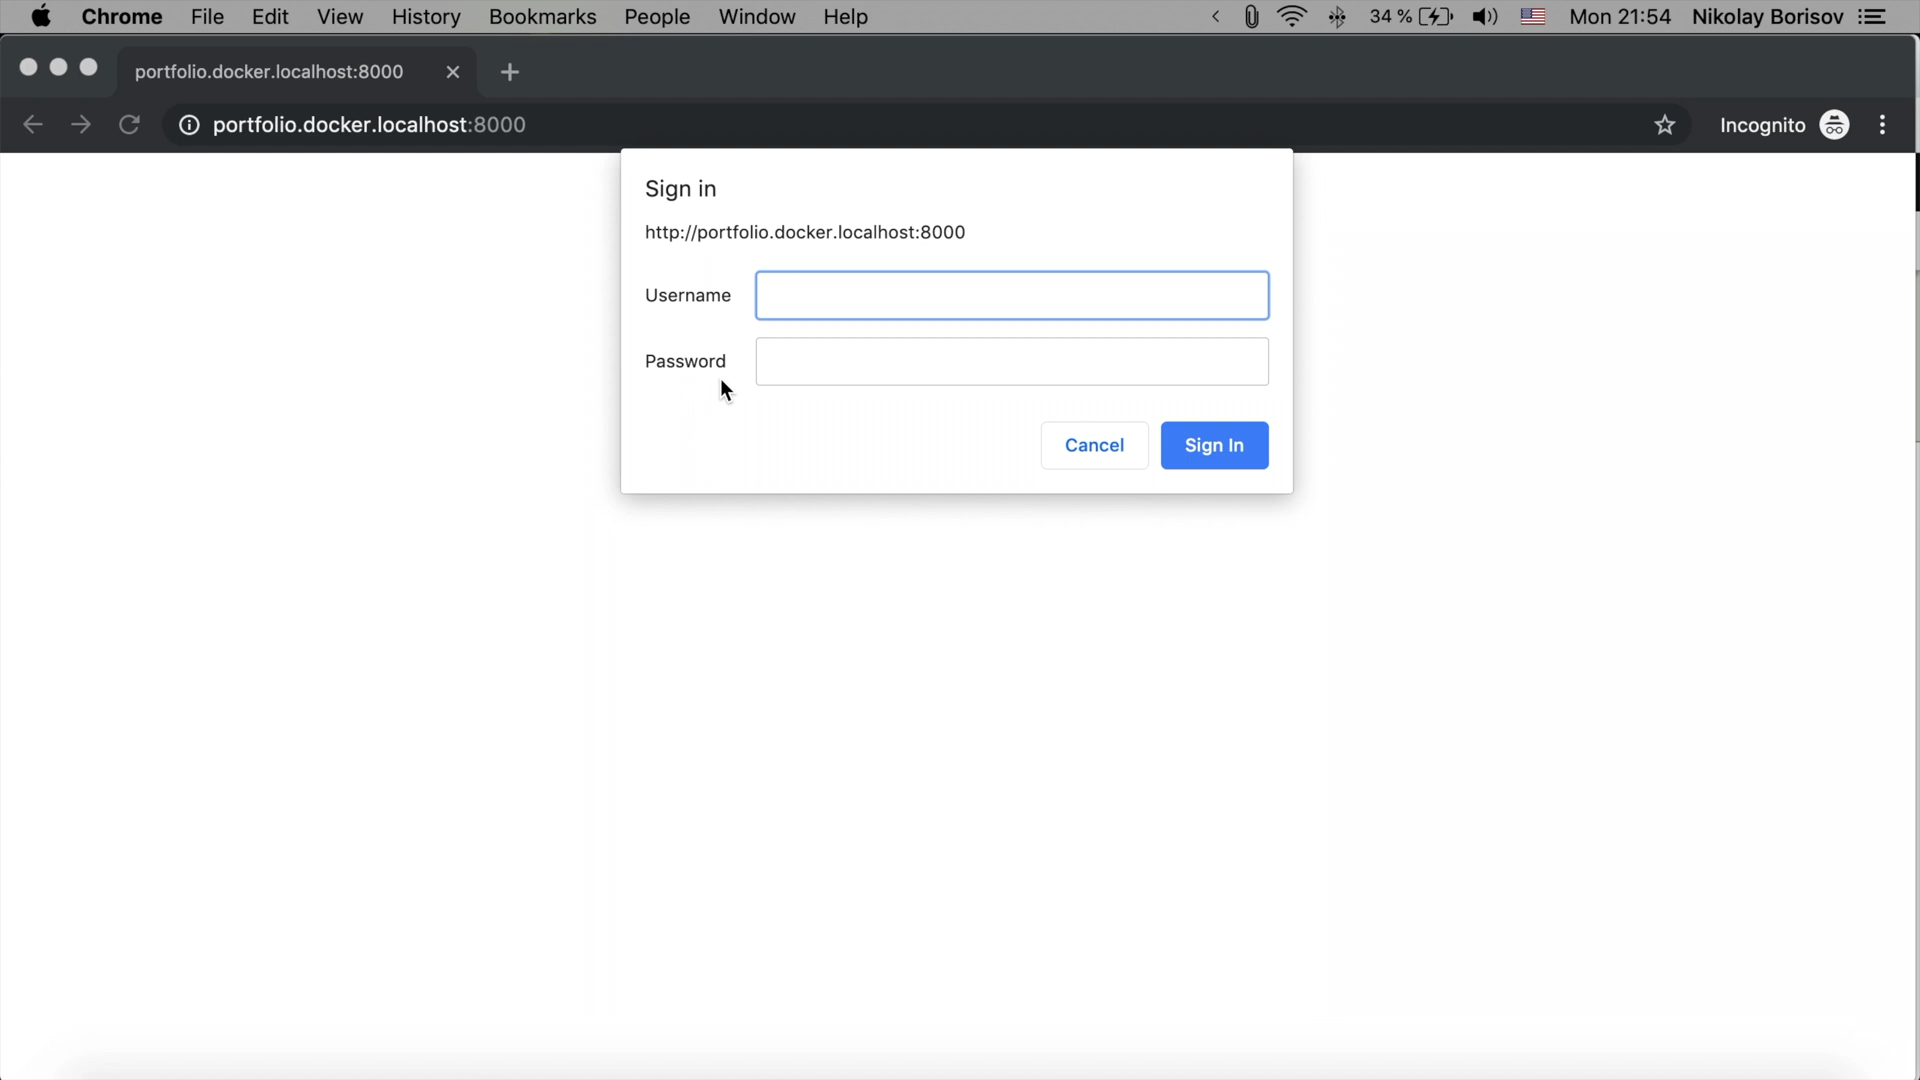 Chrome File Edit View History Bookmarks People Window Help 34 % Mon 21:54 Nikolay Borisov
portfolio.docker.localhost:8000
portfolio.docker.localhost:8000 Incognito
Sign in
http://portfolio.docker.localhost:8000
Username
Password
Cancel Sign In